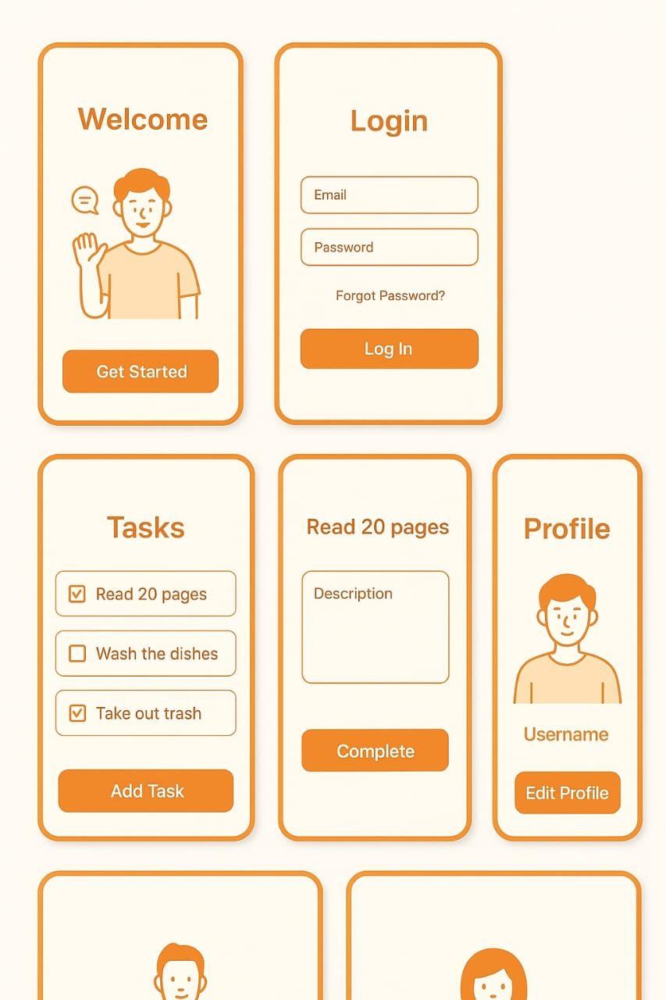 Welcome
Get Started
Login
Email
Password
Forgot Password?
Log In
Tasks
Read 20 pages
Wash the dishes
Take out trash
Add Task
Read 20 pages
Description
Complete
Profile
Username
Edit Profile